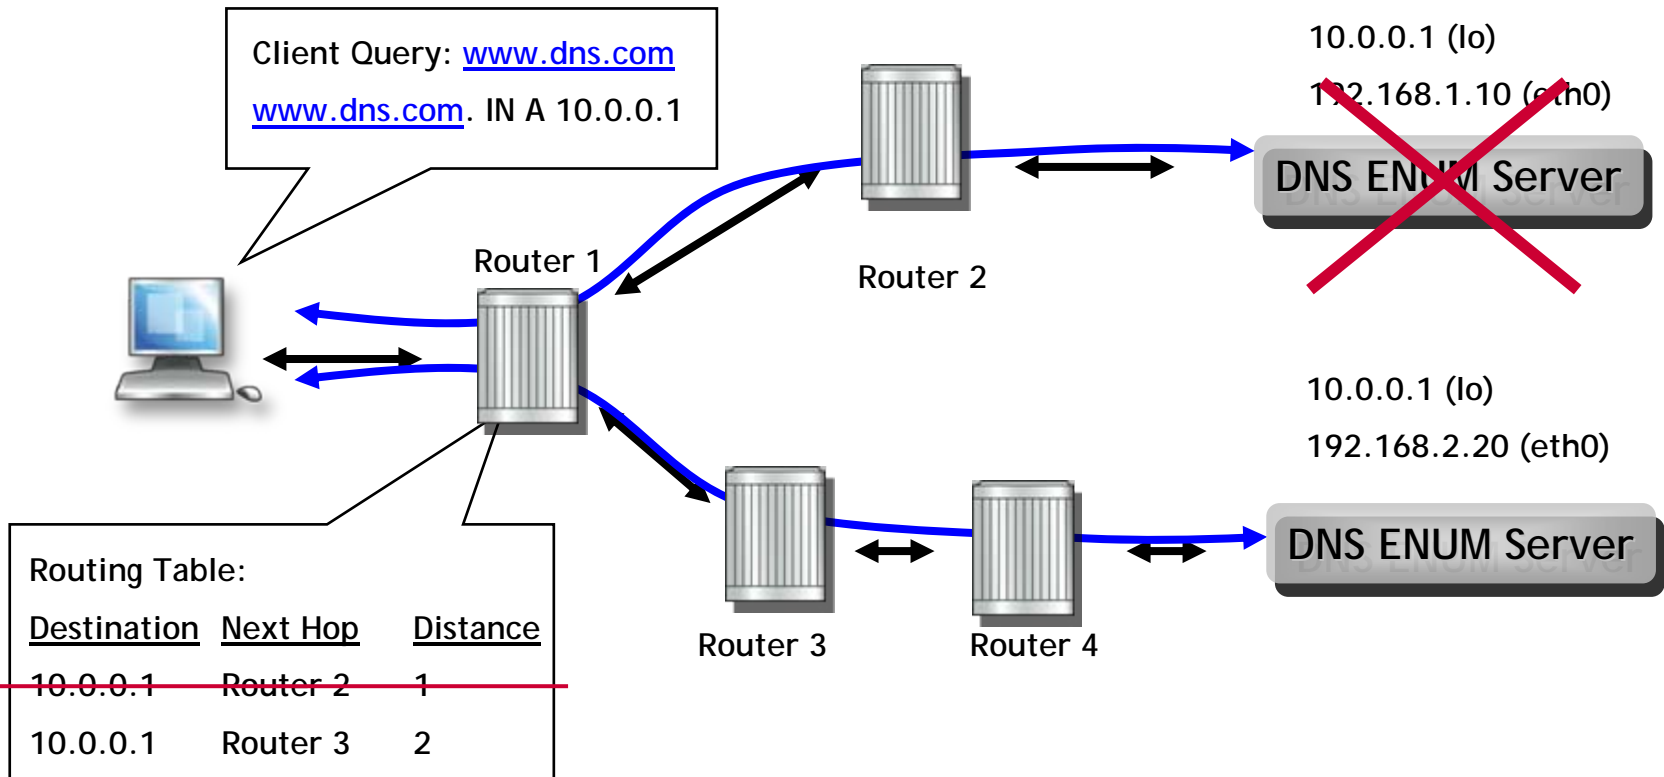 Client Query: www.dns.com
www.dns.com. IN A 10.0.0.1
10.0.0.1 (lo)
192.168.1.10 (eth0)
DNS ENUM Server
Router 1
Router 2
10.0.0.1 (lo)
192.168.2.20 (eth0)
DNS ENUM Server
Router 3
Router 4
Routing Table:
Destination Next Hop Distance
10.0.0.1 Router 2 1
10.0.0.1 Router 3 2